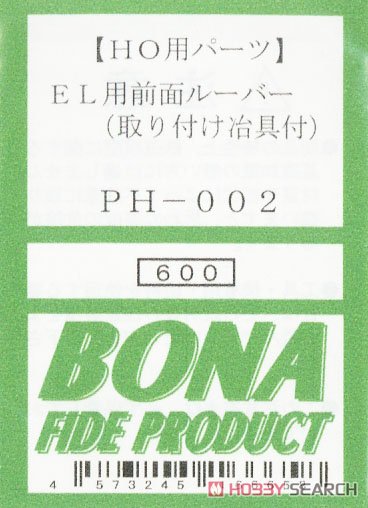 【HO用パーツ】
EL用前面ルーバー
（取り付け冶具付）
PH－002
600
BONA
FIDE PRODUCT
4 573245
HOBBY SEARCH